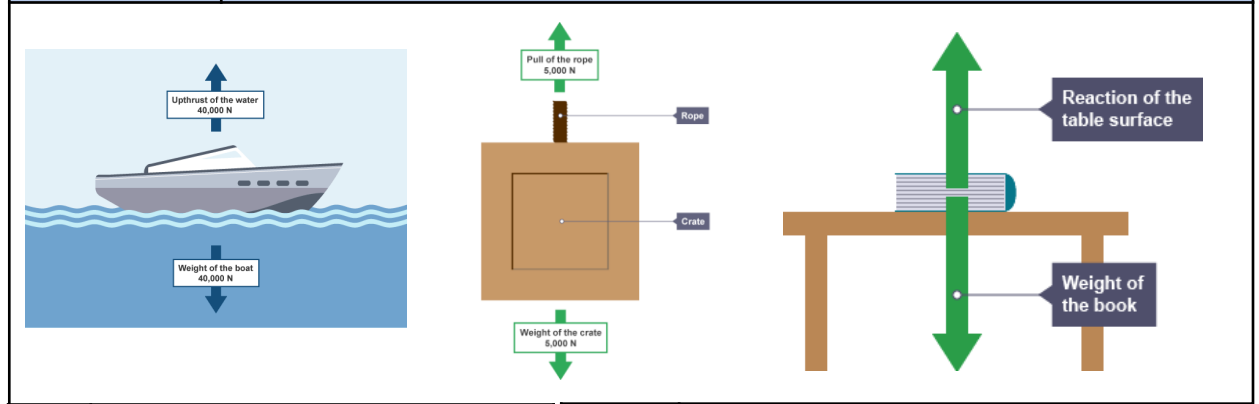 Upthrust of the water
40,000 N
Weight of the boat
40,000 N
Pull of the rope
5,000 N
Rope
Crate
Weight of the crate
5,000 N
Reaction of the
table surface
Weight of
the book